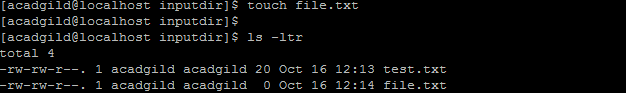 [acadgild@localhost inputdir]$ touch file.txt
[acadgild@localhost inputdir]$
[acadgild@localhost inputdir]$ ls -ltr
total 4
-rw-rw-r--. 1 acadgild acadgild 20 Oct 16 12:13 test.txt
-rw-rw-r--. 1 acadgild acadgild  0 Oct 16 12:14 file.txt